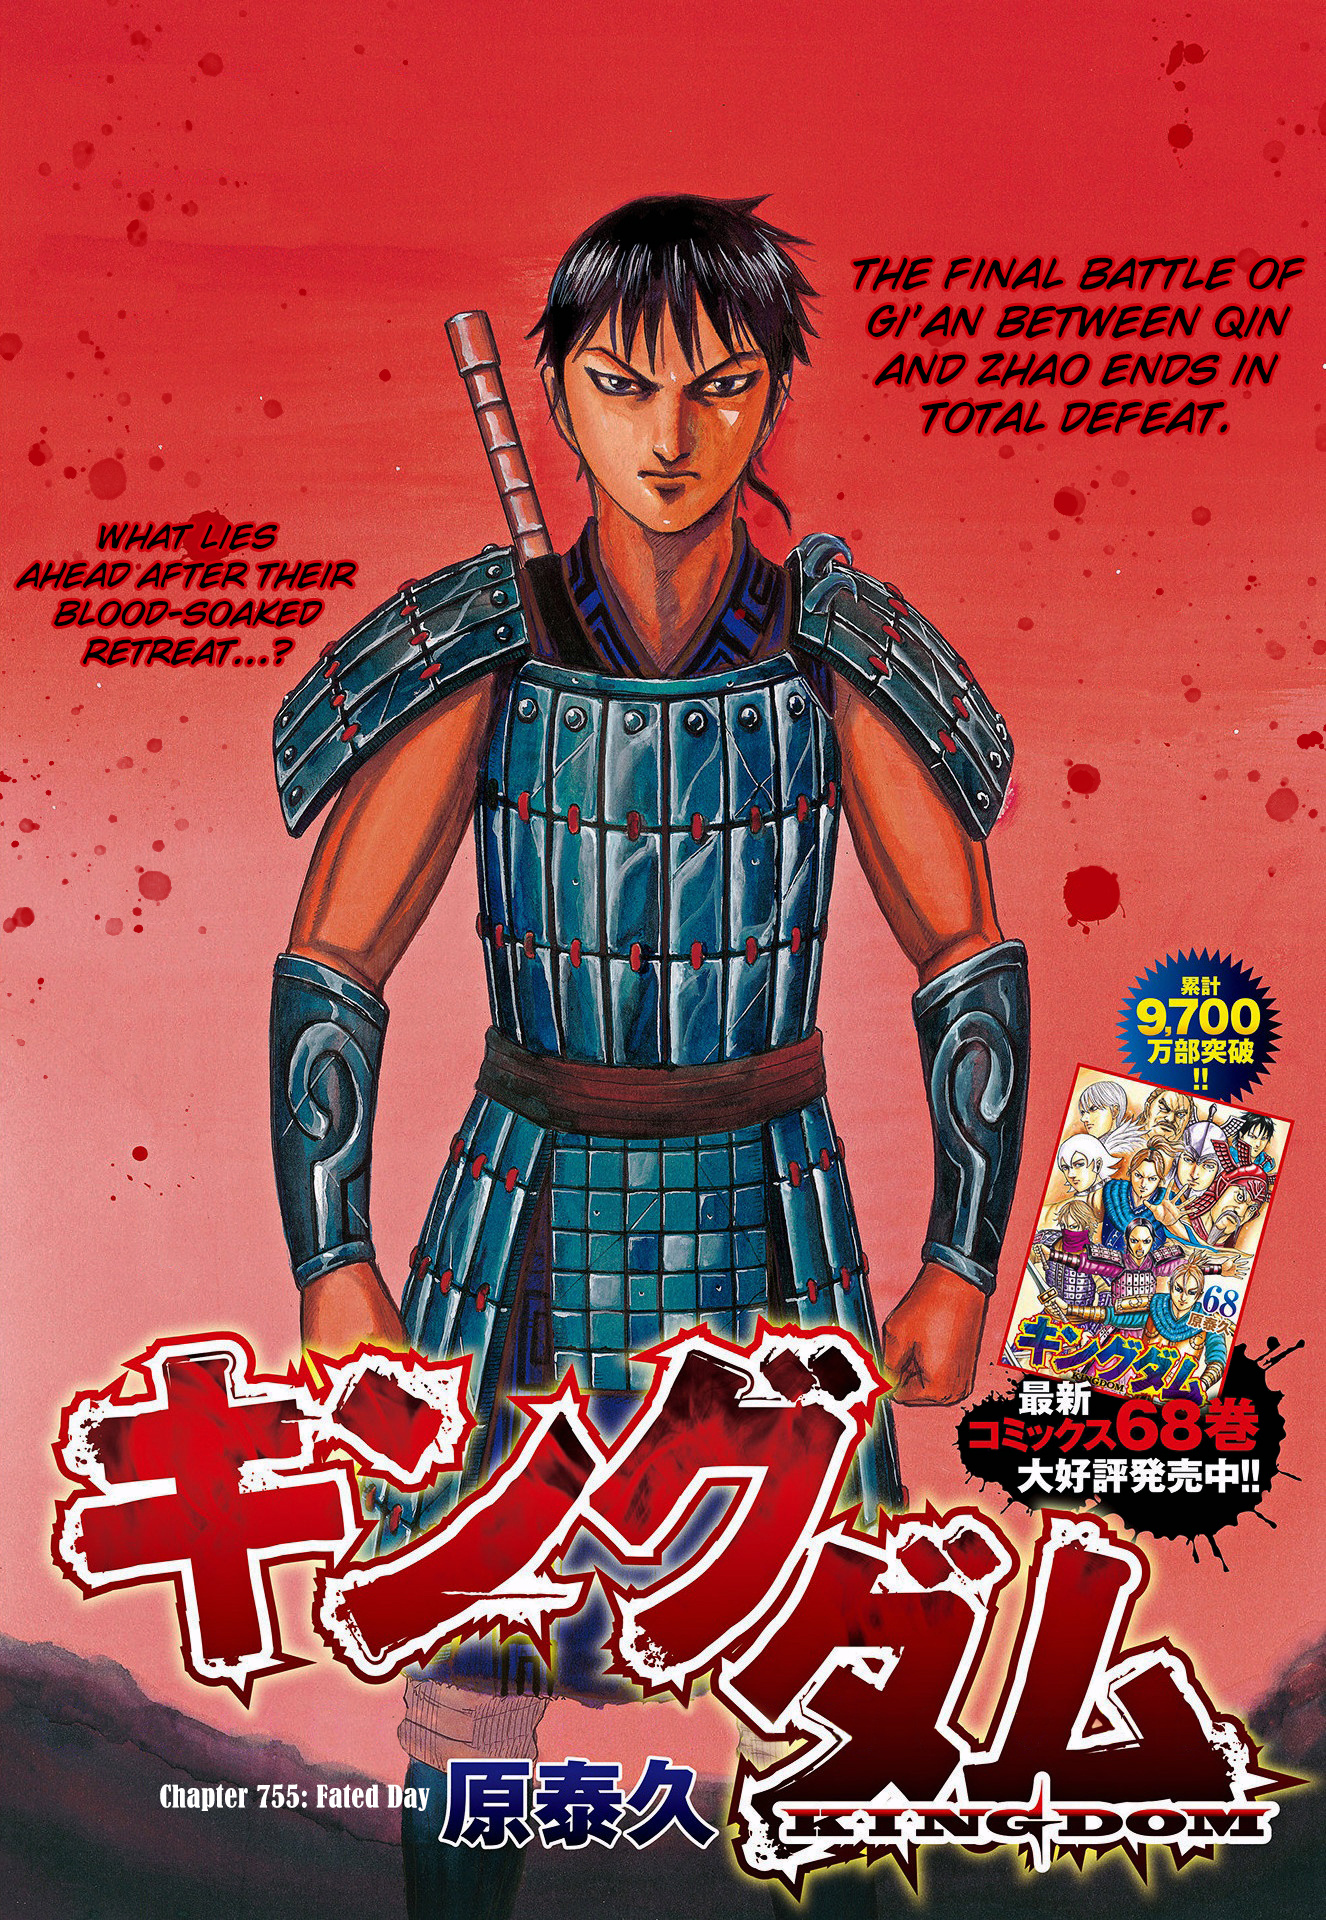 THE FINAL BATTLE OF
GI'AN BETWEEN QIN
AND ZHAO ENDS IN
TOTAL DEFEAT.
WHAT LIES
AHEAD AFTER THEIR
BLOOD-SOAKED
RETREAT...?
累計
9,700
万部突破
!!
68
原泰久
キングダム
KINGDOM
最新
コミックス68巻
大好評発売中!!
キングダム
KINGDOM
Chapter 755: Fated Day
原泰久